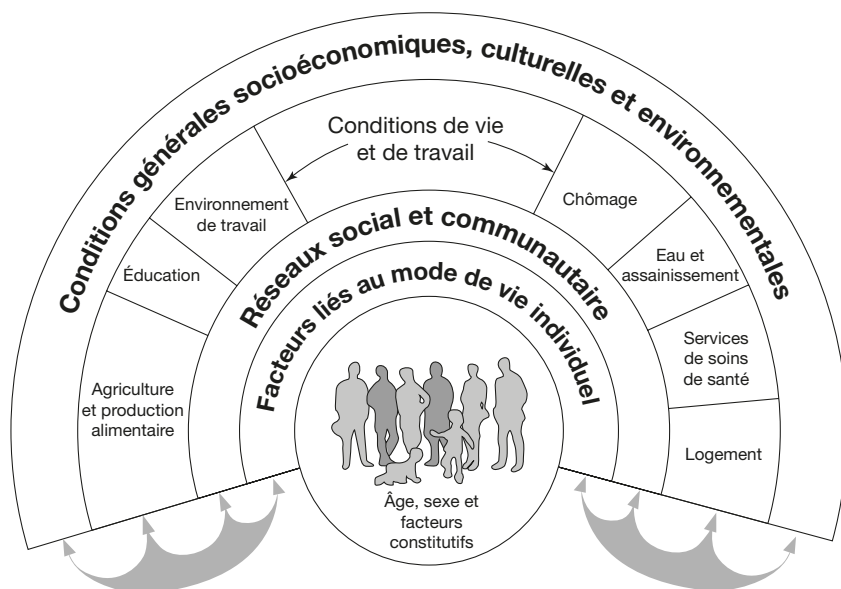 Conditions générales socioéconomiques, culturelles et environnementales
Conditions de vie
et de travail
Agriculture
et production
alimentaire
Éducation
Environnement
de travail
Chômage
Eau et
assainissement
Services
de soins
de santé
Logement
Réseaux social et communautaire
Facteurs liés au mode de vie individuel
Âge, sexe et
facteurs
constitutifs